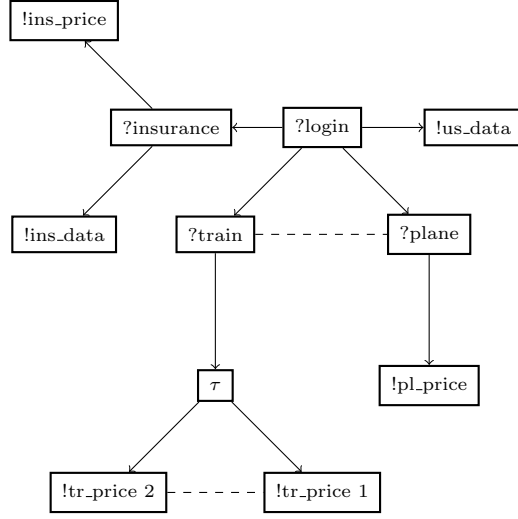 !ins_price
?insurance
?login
!us_data
!ins_data
?train
?plane
τ
!pl_price
!tr_price 2
!tr_price 1